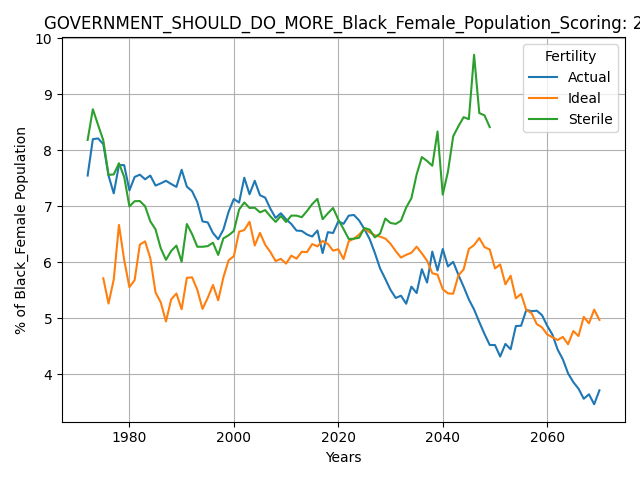 GOVERNMENT_SHOULD_DO_MORE_Black_Female_Population_Scoring: 2
10
9
8
7
6
5
4
% of Black_Female Population
1980
2000
2020
2040
2060
Years
Fertility
Actual
Ideal
Sterile